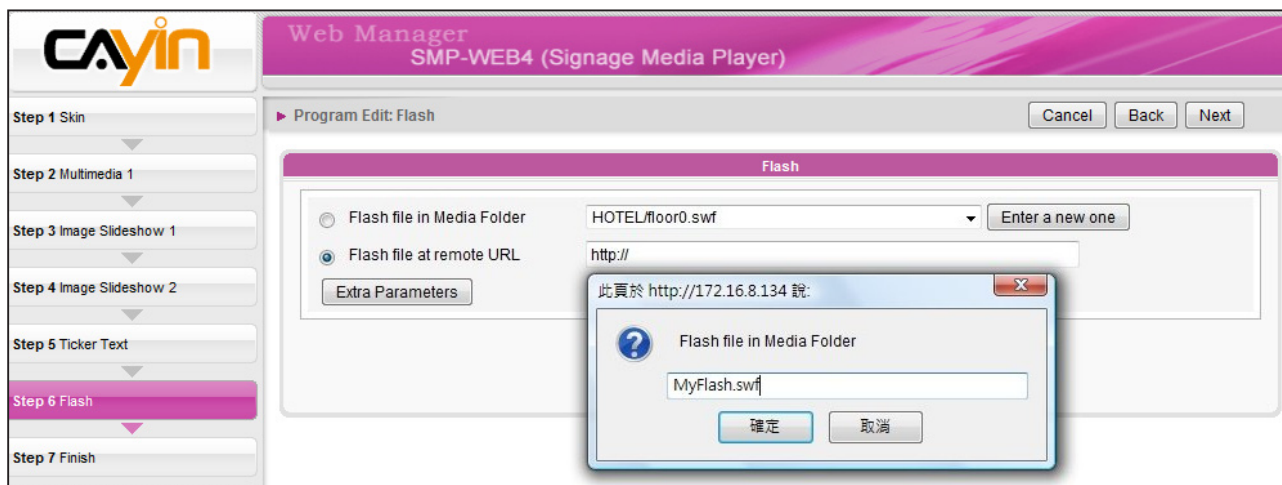 CAYIN
Web Manager
SMP-WEB4 (Signage Media Player)
Step 1 Skin
Step 2 Multimedia 1
Step 3 Image Slideshow 1
Step 4 Image Slideshow 2
Step 5 Ticker Text
Step 6 Flash
Step 7 Finish
Program Edit: Flash
Cancel
Back
Next
Flash
Flash file in Media Folder
HOTEL/floor0.swf
Enter a new one
Flash file at remote URL
http://
Extra Parameters
此頁於 http://172.16.8.134 說:
Flash file in Media Folder
MyFlash.swf
確定
取消